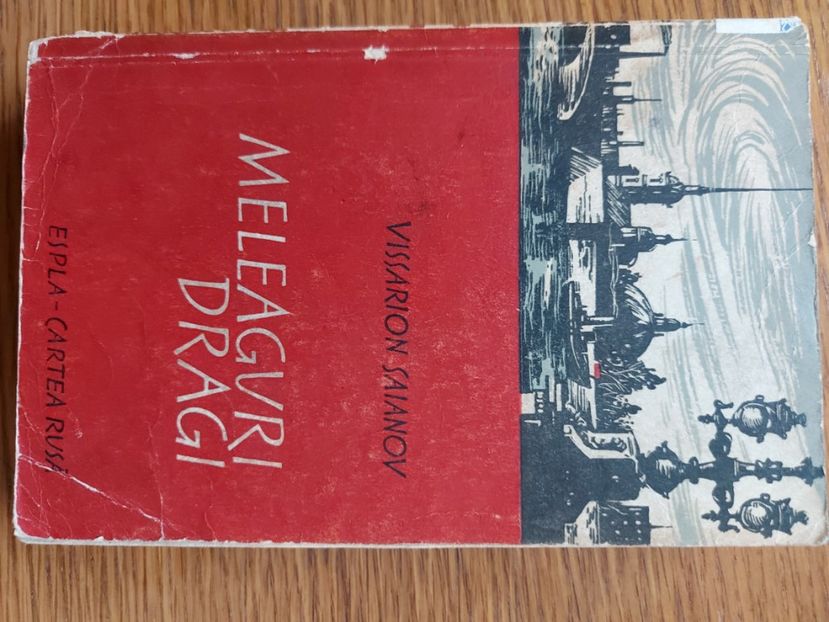 VISSARION SAIANOV
MELEAGURI
DRAGI
ESPLA - CARTEA RUSĂ